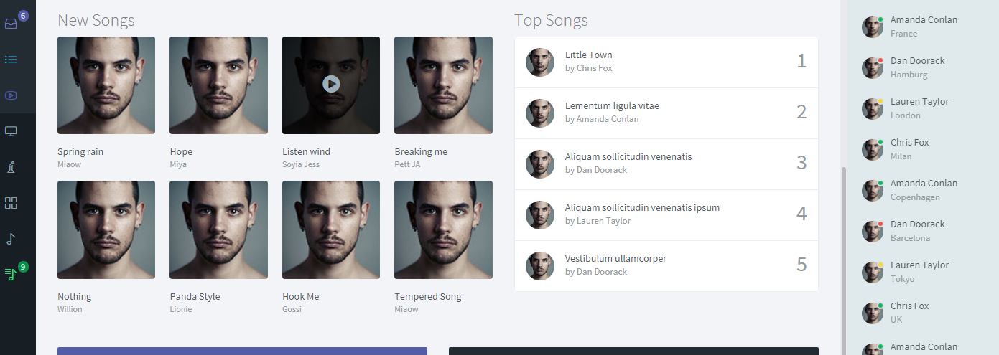 6
9
New Songs
Spring rain
Miaow
Hope
Miya
Listen wind
Soyia Jess
Breaking me
Pett JA
Nothing
Willion
Panda Style
Lionie
Hook Me
Gossi
Tempered Song
Miaow
Top Songs
Little Town
by Chris Fox
1
Lementum ligula vitae
by Amanda Conlan
2
Aliquam sollicitudin venenatis
by Dan Doorack
3
Aliquam sollicitudin venenatis ipsum
by Lauren Taylor
4
Vestibulum ullamcorper
by Dan Doorack
5
Amanda Conlan
France
Dan Doorack
Hamburg
Lauren Taylor
London
Chris Fox
Milan
Amanda Conlan
Copenhagen
Dan Doorack
Barcelona
Lauren Taylor
Tokyo
Chris Fox
UK
Amanda Conlan